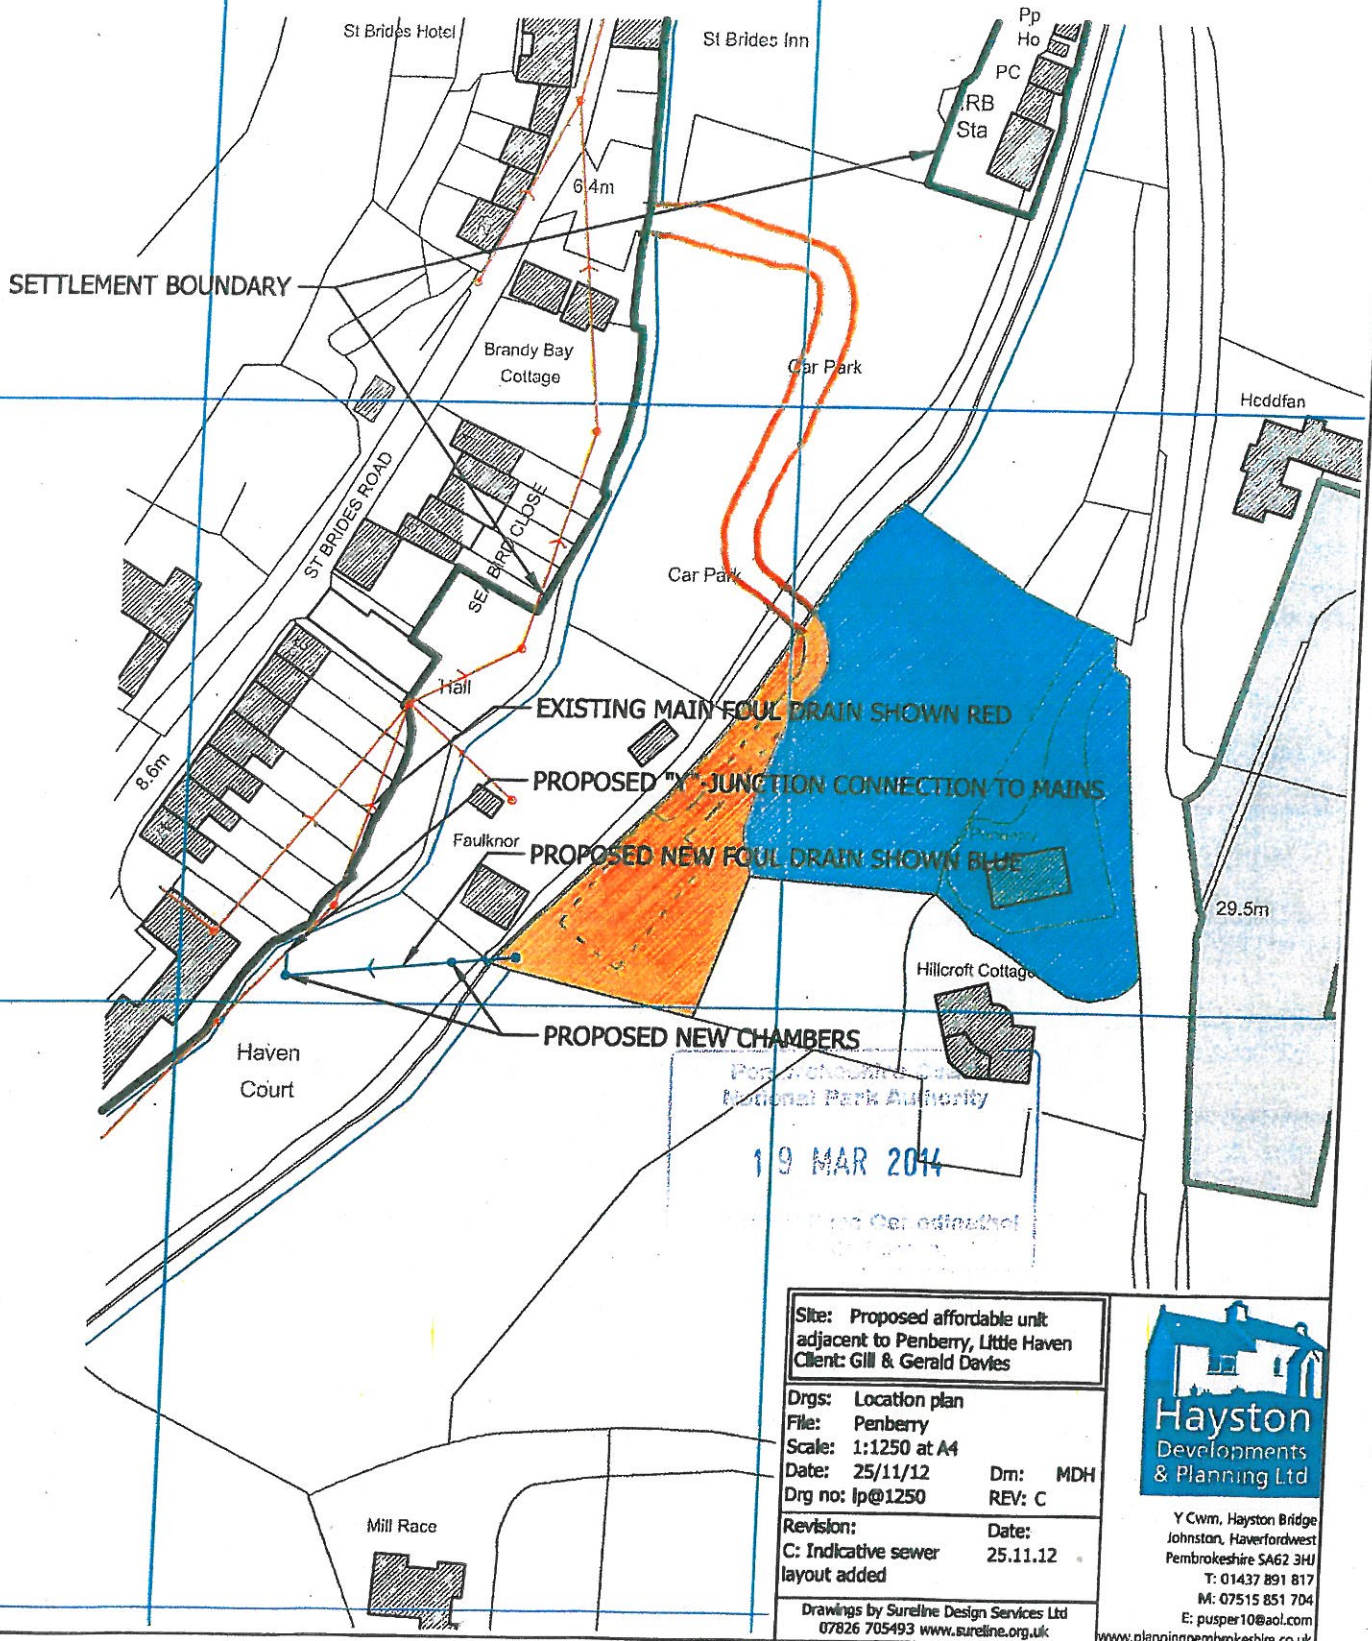 St Brides Hotel
St Brides Inn
Pp
Ho
PC
Sta
6.4m
SETTLEMENT BOUNDARY
Brandy Bay
Cottage
Car Park
Hoddfan
ST BRIDES ROAD
SEA BIRD CLOSE
Car Park
Hall
EXISTING MAIN FOUL DRAIN SHOWN RED
8.6m
PROPOSED "Y"-JUNCTION CONNECTION TO MAINS
Faulknor
PROPOSED NEW FOUL DRAIN SHOWN BLUE
29.5m
Hillcroft Cottage
PROPOSED NEW CHAMBERS
Haven
Court
National Park Authority
19 MAR 2014
Site: Proposed affordable unit
adjacent to Penberry, Little Haven
Client: Gill & Gerald Davies
Drgs: Location plan
File: Penberry
Scale: 1:1250 at A4
Date: 25/11/12 Drn: MDH
Drg no: lp@1250 REV: C
Revision: Date:
C: Indicative sewer 25.11.12
layout added
Drawings by Sureline Design Services Ltd
07826 705493 www.sureline.org.uk
Hayston
Developments
& Planning Ltd
Y Cwm, Hayston Bridge
Johnston, Haverfordwest
Pembrokeshire SA62 3HJ
T: 01437 891 817
M: 07515 851 704
E: pusper10@aol.com
www.planningpembrokeshire.co.uk
Mill Race